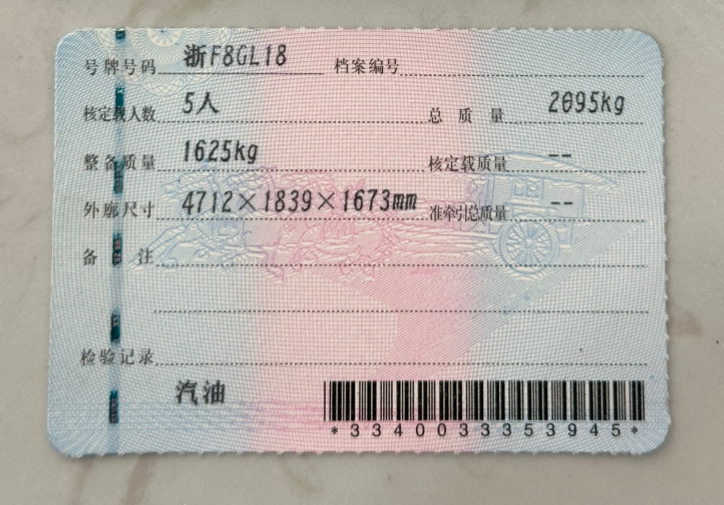 号牌号码 浙F8GL18 档案编号
核定载人数 5人 总质量 2095kg
整备质量 1625kg 核定载质量 --
外廓尺寸 4712×1839×1673mm 准牵引总质量 --
备注
检验记录
汽油
*3340033353945*